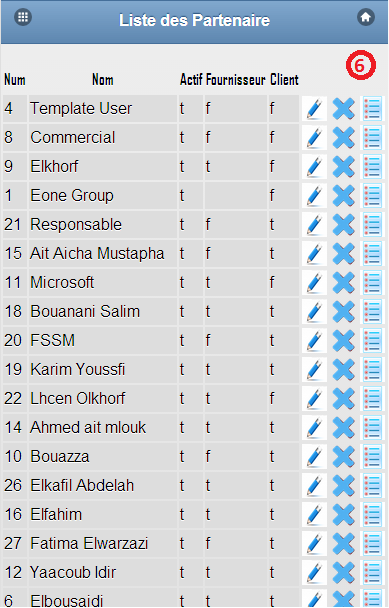 Liste des Partenaire
6
Num Nom Actif Fournisseur Client
4 Template User t f f
8 Commercial t f f
9 Elkhorf t t f
1 Eone Group t f
21 Responsable t f t
15 Ait Aicha Mustapha t f t
11 Microsoft t t f
18 Bouanani Salim t t t
20 FSSM t f t
19 Karim Youssfi t t t
22 Lhcen Olkhorf t t f
14 Ahmed ait mlouk t t t
10 Bouazza t f t
26 Elkafil Abdelah t t t
16 Elfahim t t t
27 Fatima Elwarzazi t f t
12 Yaacoub Idir t t t
6 Elbousaidi t t t